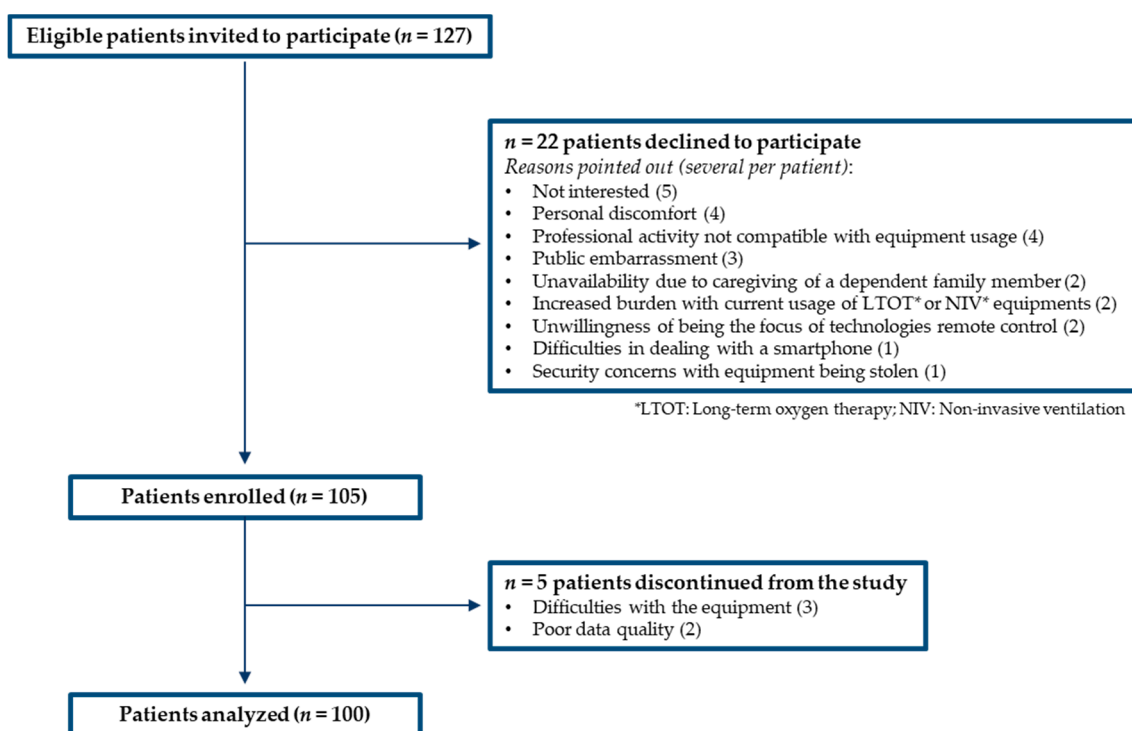 Eligible patients invited to participate (n = 127)
n = 22 patients declined to participate
Reasons pointed out (several per patient):
• Not interested (5)
• Personal discomfort (4)
• Professional activity not compatible with equipment usage (4)
• Public embarrassment (3)
• Unavailability due to caregiving of a dependent family member (2)
• Increased burden with current usage of LTOT* or NIV* equipments (2)
• Unwillingness of being the focus of technologies remote control (2)
• Difficulties in dealing with a smartphone (1)
• Security concerns with equipment being stolen (1)
*LTOT: Long-term oxygen therapy; NIV: Non-invasive ventilation
Patients enrolled (n = 105)
n = 5 patients discontinued from the study
• Difficulties with the equipment (3)
• Poor data quality (2)
Patients analyzed (n = 100)